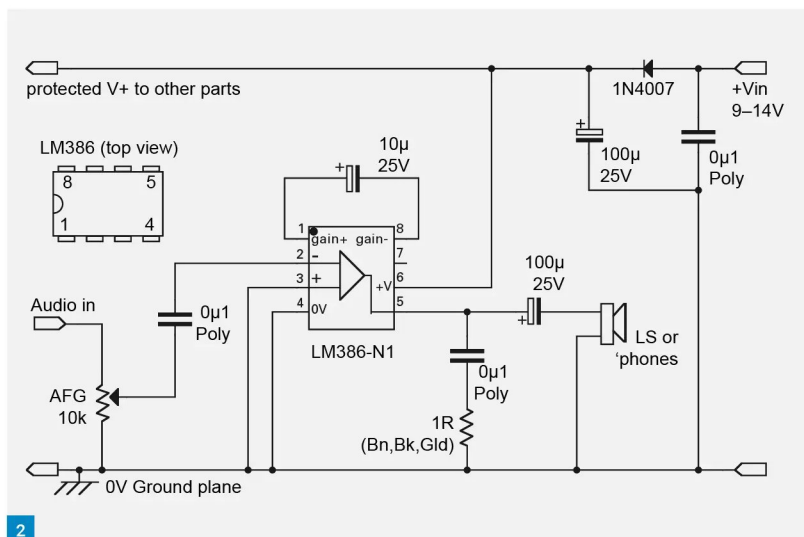 protected V+ to other parts
1N4007
+Vin
9–14V
LM386 (top view)
8 5
1 4
10µ
25V
+
+
100µ
25V
0µ1
Poly
1
8
gain+ gain-
2
-
7
3
+
6
+V
4
0V
5
LM386-N1
Audio in
0µ1
Poly
AFG
10k
100µ
25V
+
LS or
‘phones
0µ1
Poly
1R
(Bn,Bk,Gld)
0V Ground plane
2